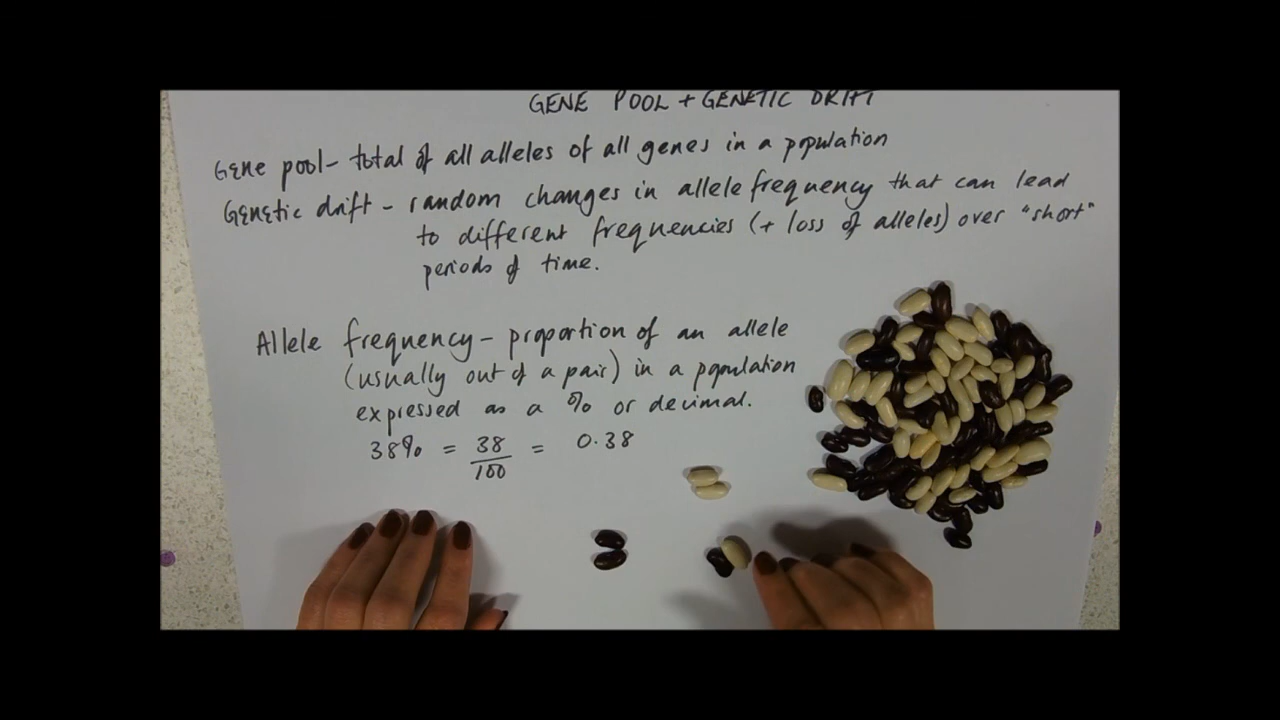 GENE POOL + GENETIC DRIFT
Gene pool - total of all alleles of all genes in a population
Genetic drift - random changes in allele frequency that can lead
to different frequencies (+ loss of alleles) over "short"
periods of time.
Allele frequency - proportion of an allele
(usually out of a pair) in a population
expressed as a % or decimal.
38% = 38/100 = 0.38